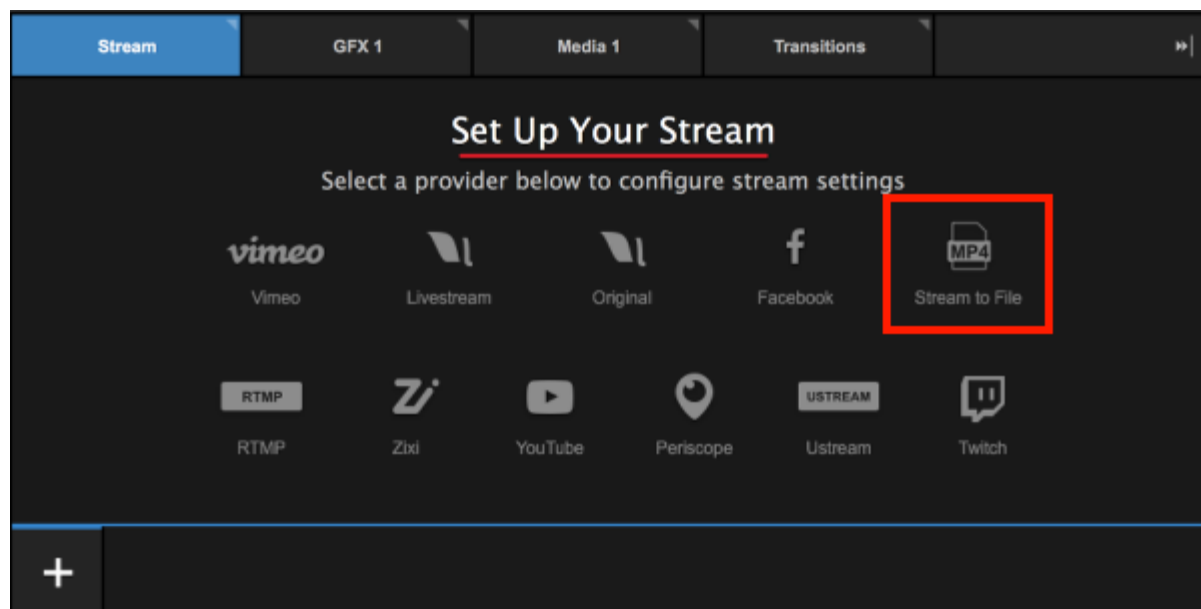 Stream GFX 1 Media 1 Transitions
Set Up Your Stream
Select a provider below to configure stream settings
vimeo MP4
Vimeo Livestream Original Facebook Stream to File
RTMP USTREAM
RTMP Zixi YouTube Periscope Ustream Twitch